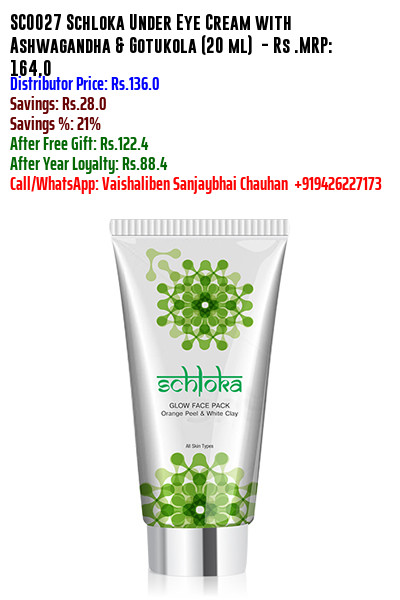 SC0027 Schloka Under Eye Cream with
Ashwagandha & Gotukola (20 ml) - Rs .MRP:
164.0
Distributor Price: Rs.136.0
Savings: Rs.28.0
Savings %: 21%
After Free Gift: Rs.122.4
After Year Loyalty: Rs.88.4
Call/WhatsApp: Vaishaliben Sanjaybhai Chauhan +919426227173
schloka
GLOW FACE PACK
Orange Peel & White Clay
All Skin Types